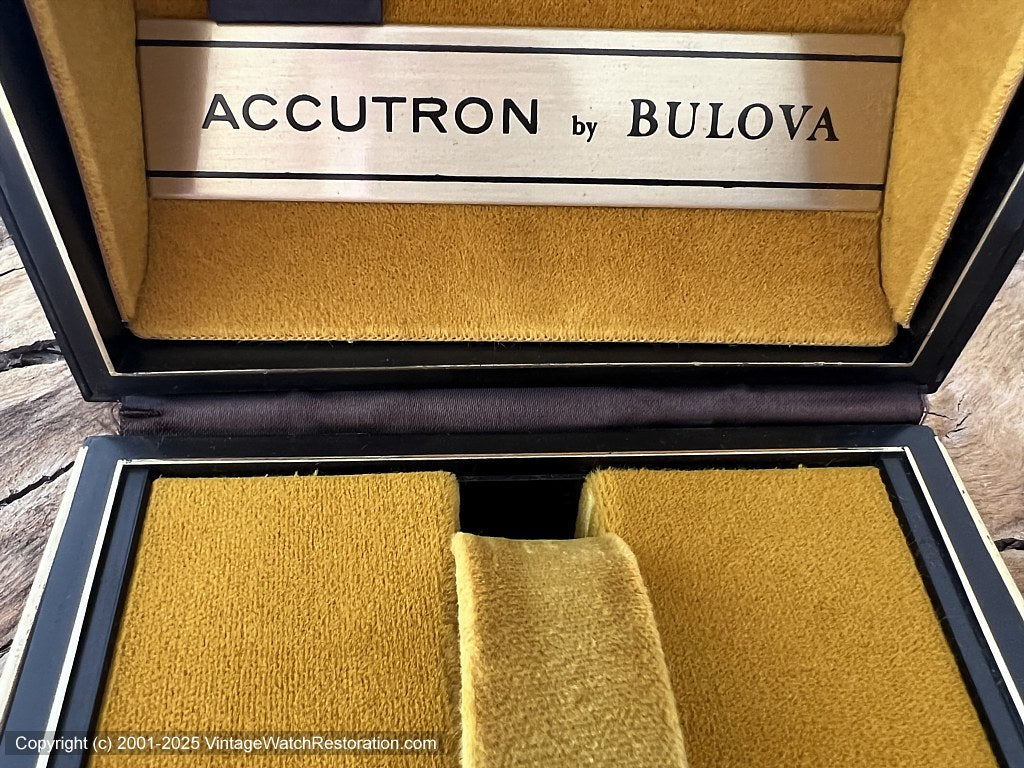 ACCUTRON by BULOVA
Copyright (c) 2001-2025 VintageWatchRestoration.com